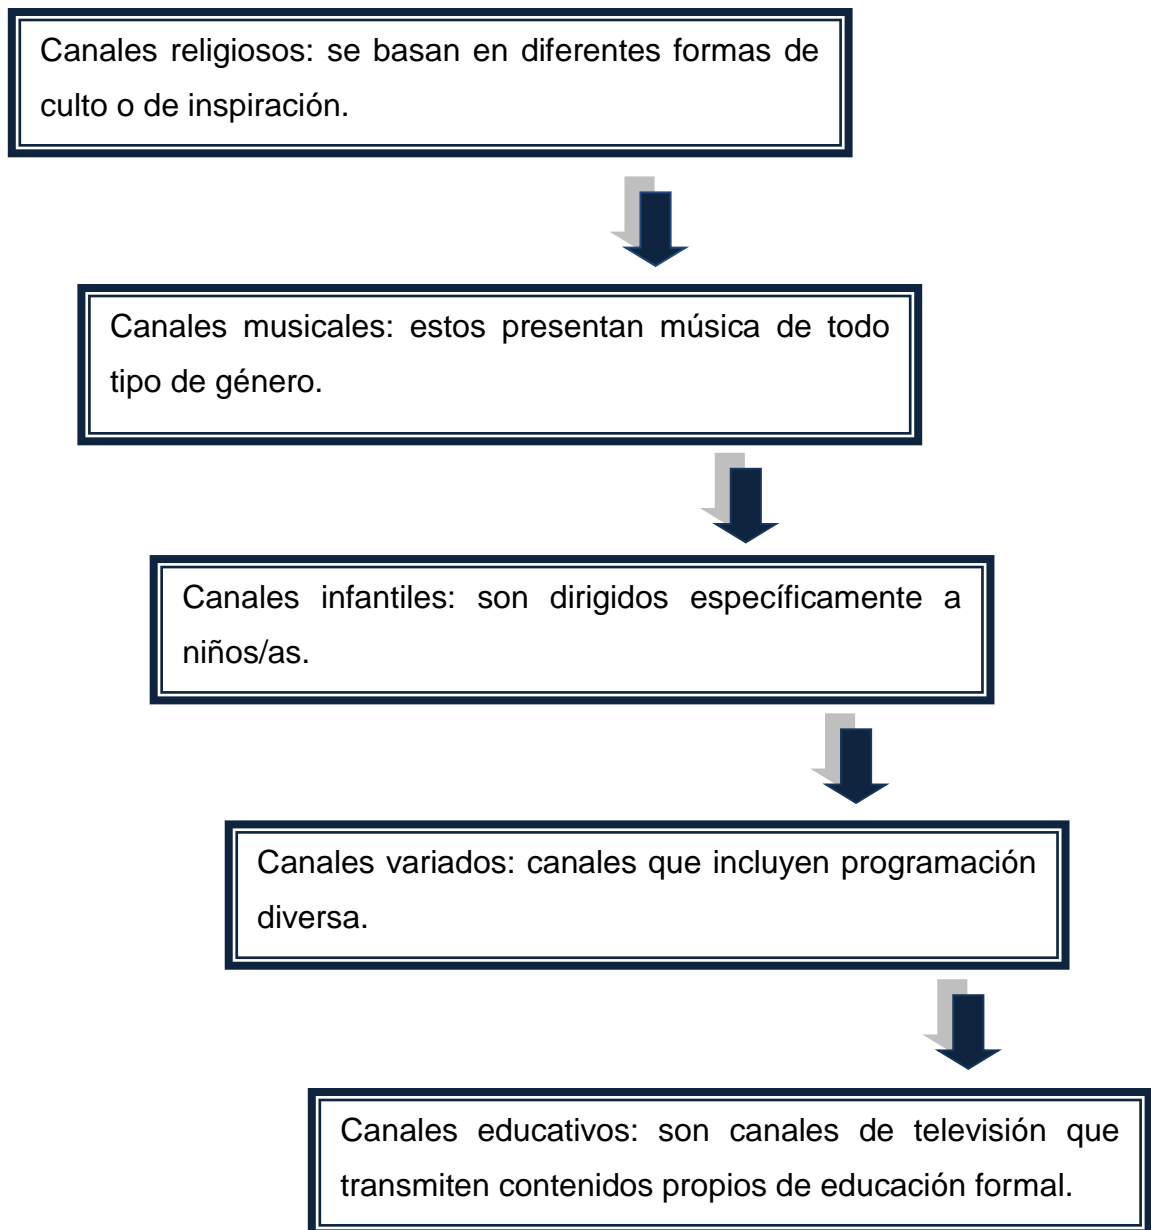 Canales religiosos: se basan en diferentes formas de
culto o de inspiración.
Canales musicales: estos presentan música de todo
tipo de género.
Canales infantiles: son dirigidos específicamente a
niños/as.
Canales variados: canales que incluyen programación
diversa.
Canales educativos: son canales de televisión que
transmiten contenidos propios de educación formal.